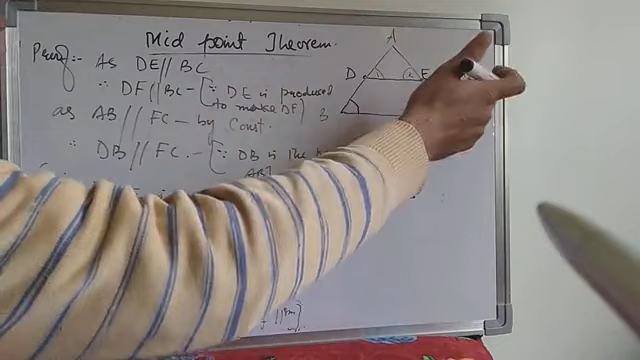 Mid point Theorem.
Proof:- As DE // BC
∴ DF // BC - [∵ DE is produced
to make DF]
as AB // FC - by Const.
∴ DB // FC. - [∵ DB is the
AB]
A
D
E
B